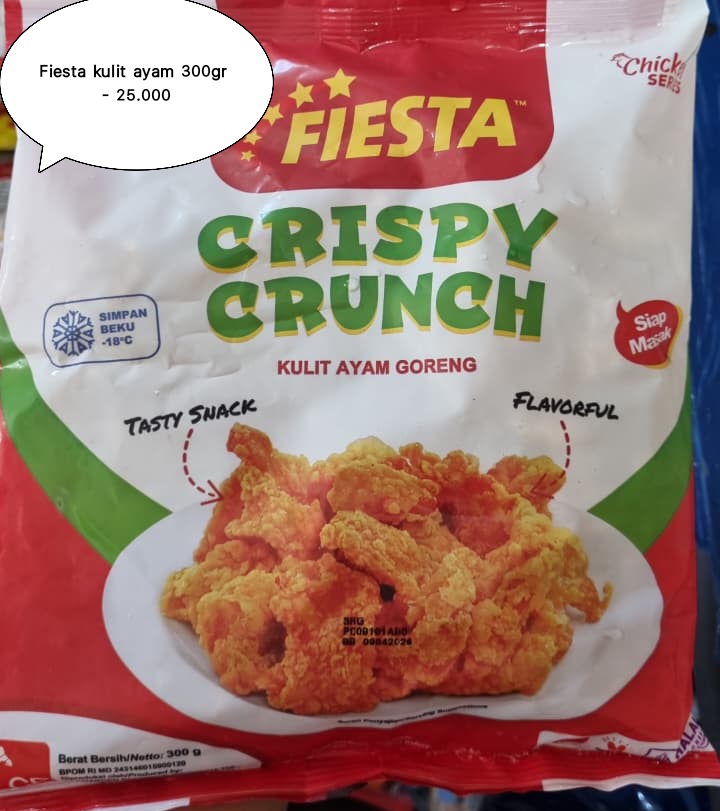 Fiesta kulit ayam 300gr
- 25.000
Chicken
SERIES
FIESTA™
CRISPY
CRUNCH
SIMPAN
BEKU
-18°C
Siap
Masak
KULIT AYAM GORENG
TASTY SNACK
FLAVORFUL
Berat Bersih/Netto: 300 g